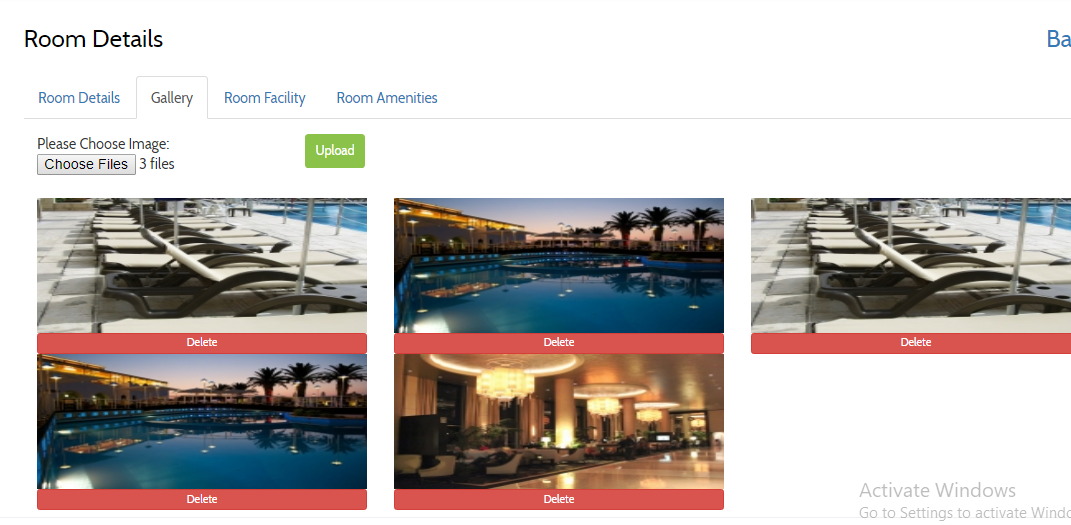 Room Details
Ba
Room Details Gallery Room Facility Room Amenities
Please Choose Image:
Choose Files 3 files
Upload
Delete Delete Delete
Delete Delete
Activate Windows
Go to Settings to activate Windo